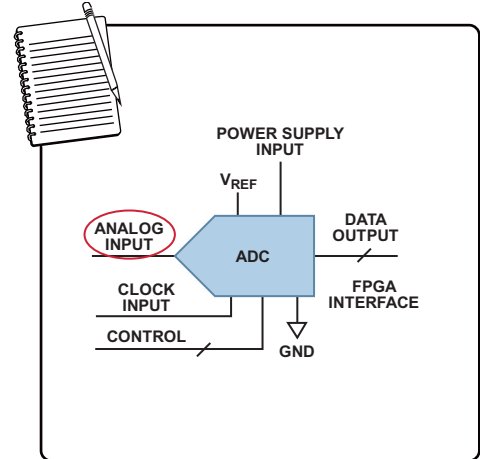 POWER SUPPLY
INPUT
VREF
ANALOG
INPUT
ADC
DATA
OUTPUT
CLOCK
INPUT
FPGA
INTERFACE
CONTROL
GND